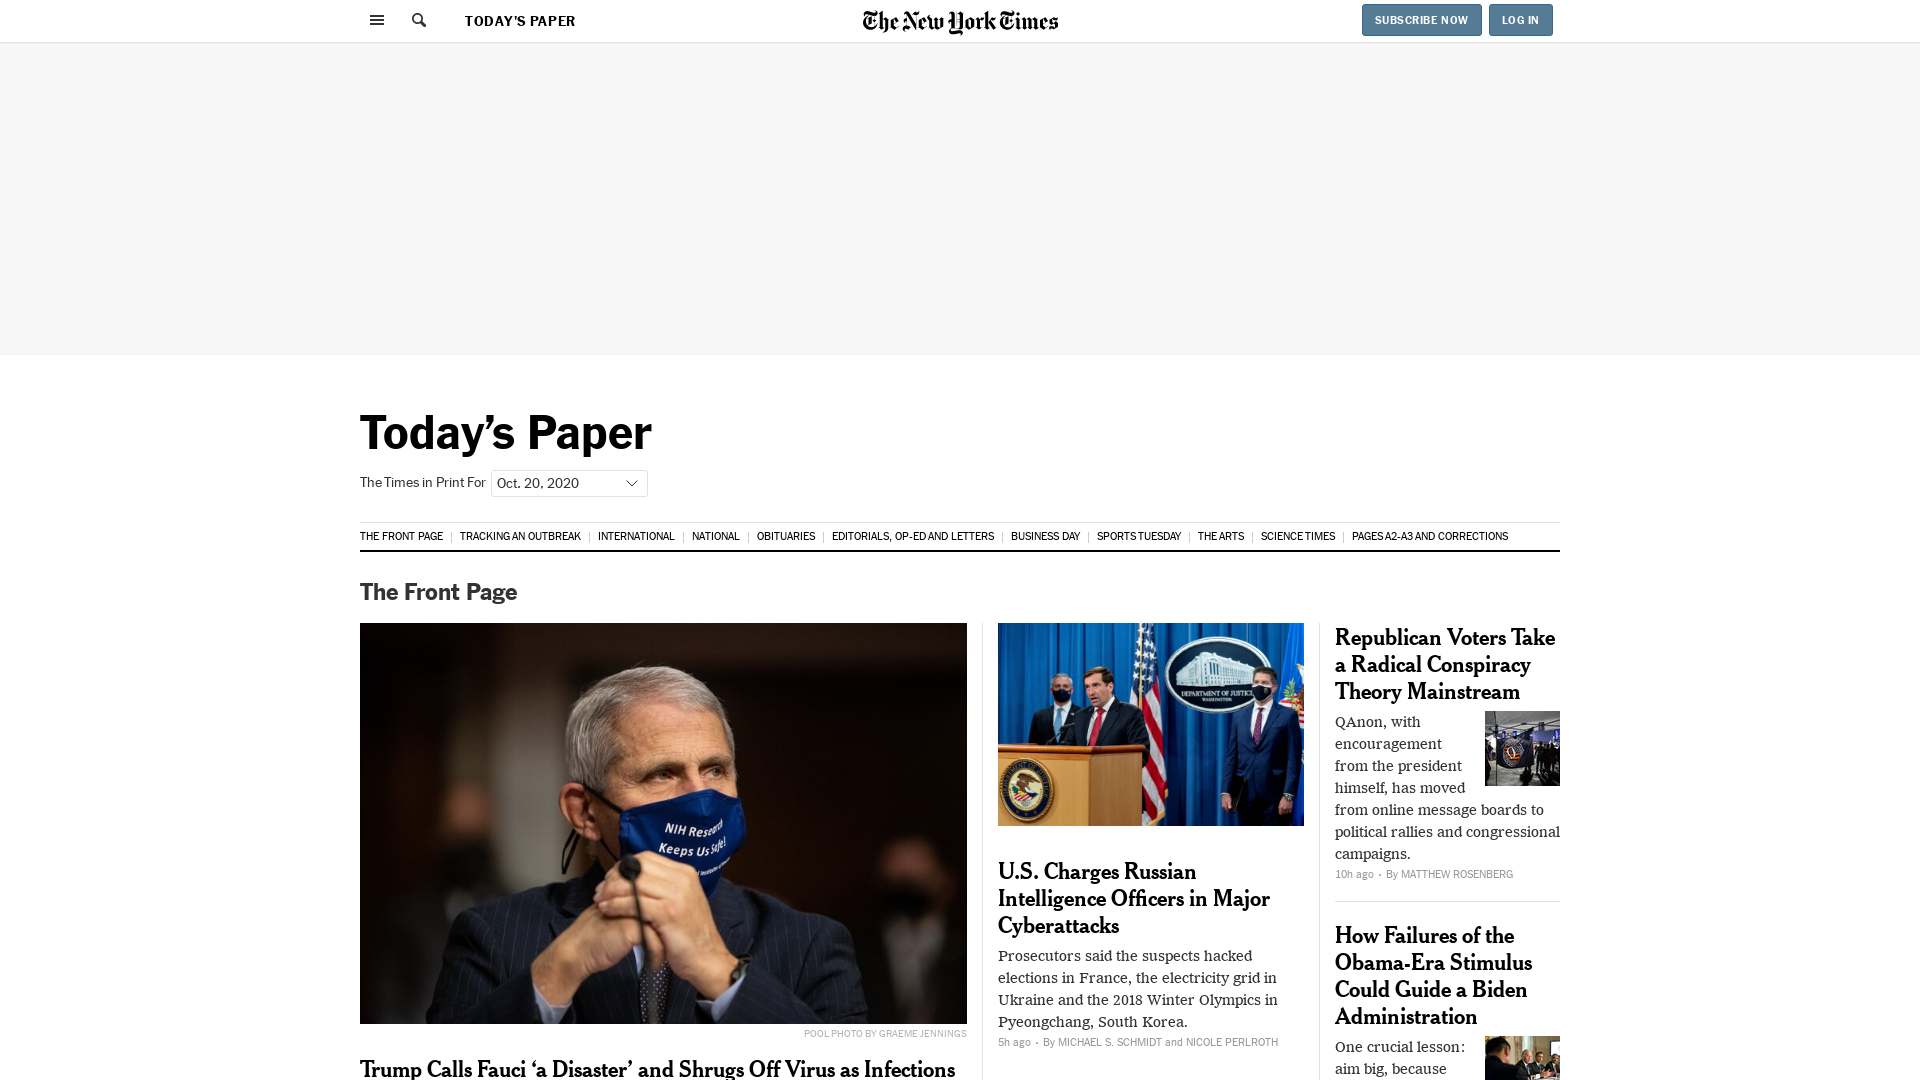 TODAY'S PAPER
The New York Times
SUBSCRIBE NOW
LOG IN
Today's Paper
The Times in Print For
Oct. 20, 2020
THE FRONT PAGE
TRACKING AN OUTBREAK
INTERNATIONAL
NATIONAL
OBITUARIES
EDITORIALS, OP-ED AND LETTERS
BUSINESS DAY
SPORTS TUESDAY
THE ARTS
SCIENCE TIMES
PAGES A2-A3 AND CORRECTIONS
The Front Page
NIH Research
Keeps Us Safe!
POOL PHOTO BY GRAEME JENNINGS
Trump Calls Fauci ‘a Disaster’ and Shrugs Off Virus as Infections
DEPARTMENT OF JUSTICE
WASHINGTON
U.S. Charges Russian
Intelligence Officers in Major
Cyberattacks
Prosecutors said the suspects hacked
elections in France, the electricity grid in
Ukraine and the 2018 Winter Olympics in
Pyeongchang, South Korea.
5h ago • By MICHAEL S. SCHMIDT and NICOLE PERLROTH
Republican Voters Take
a Radical Conspiracy
Theory Mainstream
QAnon, with
encouragement
from the president
himself, has moved
from online message boards to
political rallies and congressional
campaigns.
10h ago • By MATTHEW ROSENBERG
How Failures of the
Obama-Era Stimulus
Could Guide a Biden
Administration
One crucial lesson:
aim big, because